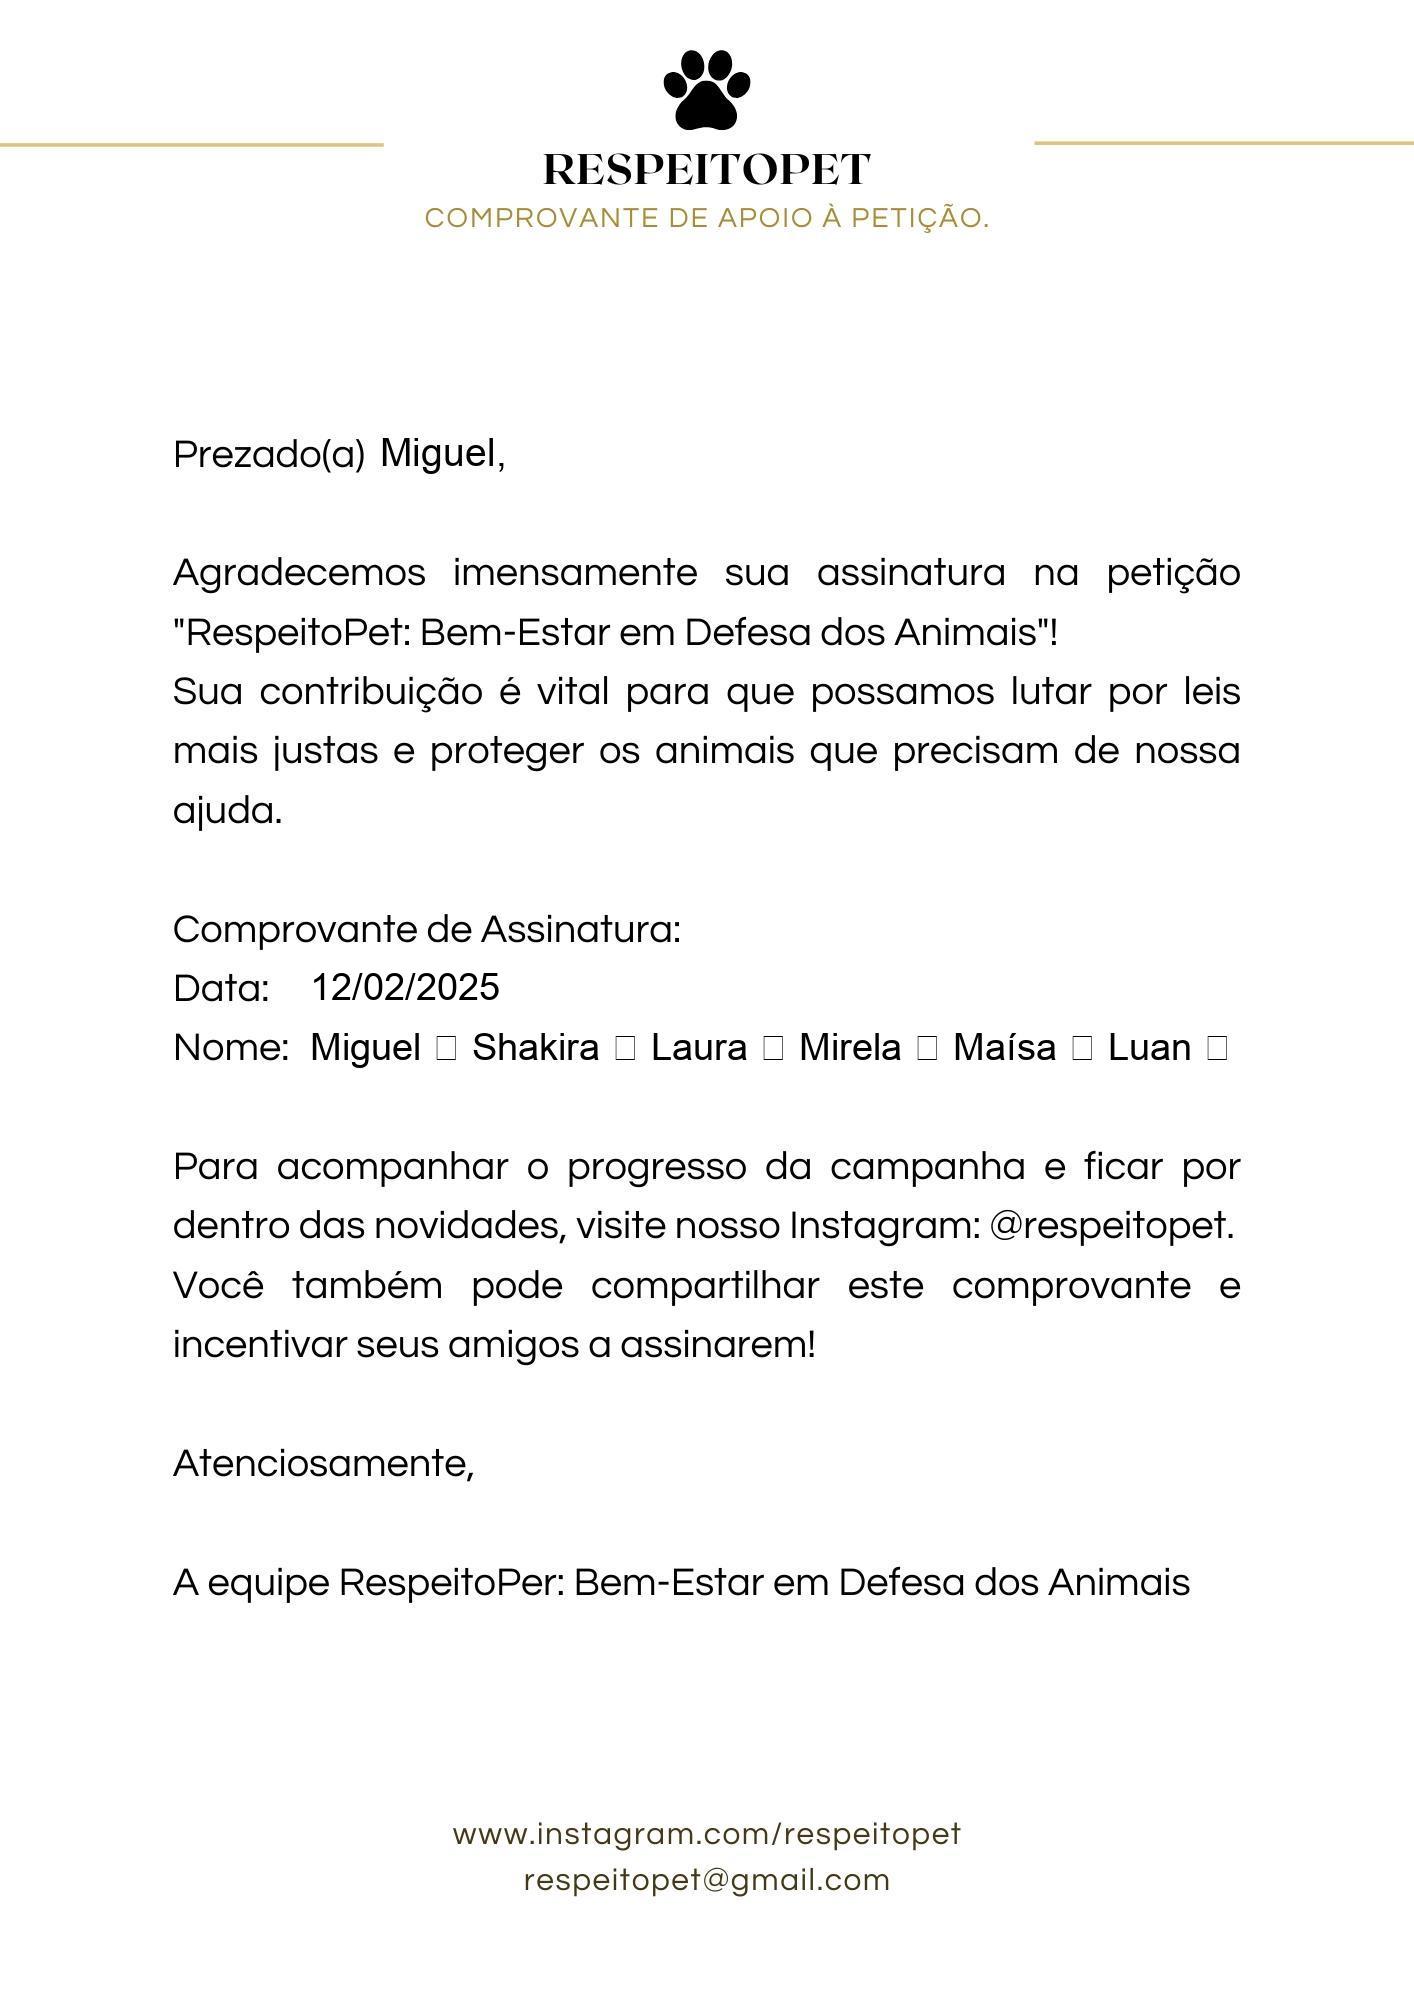 RESPEITOPET
COMPROVANTE DE APOIO À PETIÇÃO.
Prezado(a) Miguel,
Agradecemos imensamente sua assinatura na petição
"RespeitoPet: Bem-Estar em Defesa dos Animais"!
Sua contribuição é vital para que possamos lutar por leis
mais justas e proteger os animais que precisam de nossa
ajuda.
Comprovante de Assinatura:
Data: 12/02/2025
Nome: Miguel □ Shakira □ Laura □ Mirela □ Maísa □ Luan □
Para acompanhar o progresso da campanha e ficar por
dentro das novidades, visite nosso Instagram: @respeitopet.
Você também pode compartilhar este comprovante e
incentivar seus amigos a assinarem!
Atenciosamente,
A equipe RespeitoPer: Bem-Estar em Defesa dos Animais
www.instagram.com/respeitopet
respeitopet@gmail.com